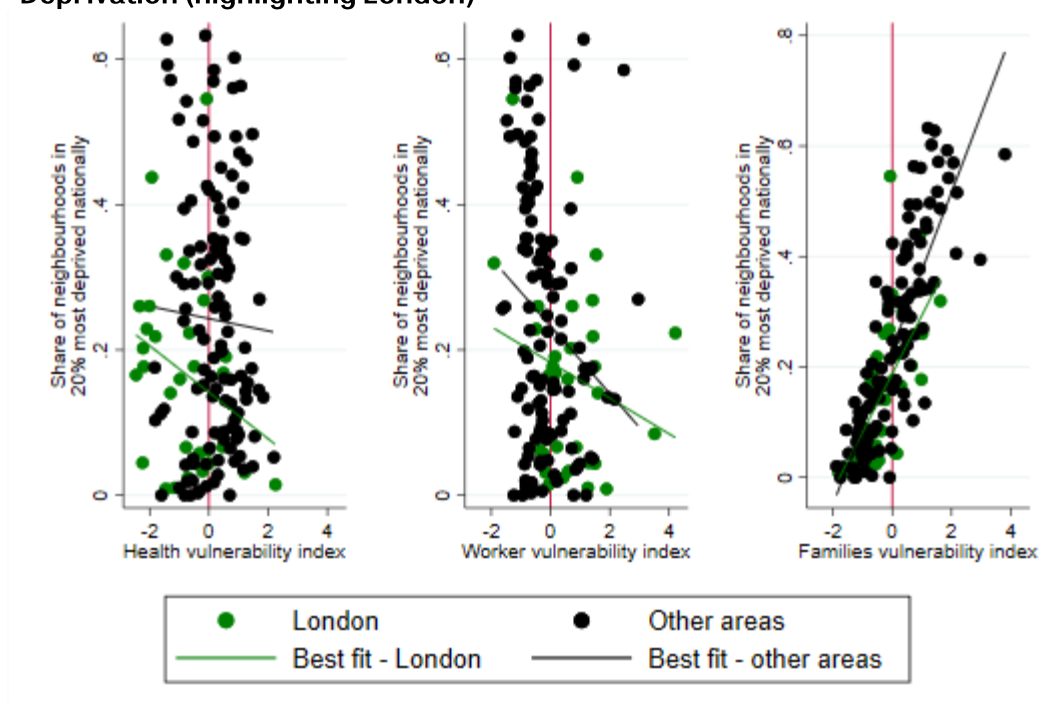 Deprivation (highlighting London)
Share of neighbourhoods in
20% most deprived nationally
0
.2
.4
.6
-2 0 2 4
Health vulnerability index
Share of neighbourhoods in
20% most deprived nationally
0
.2
.4
.6
-2 0 2 4
Worker vulnerability index
Share of neighbourhoods in
20% most deprived nationally
0
.2
.4
.6
.8
-2 0 2 4
Families vulnerability index
London Other areas
Best fit - London Best fit - other areas